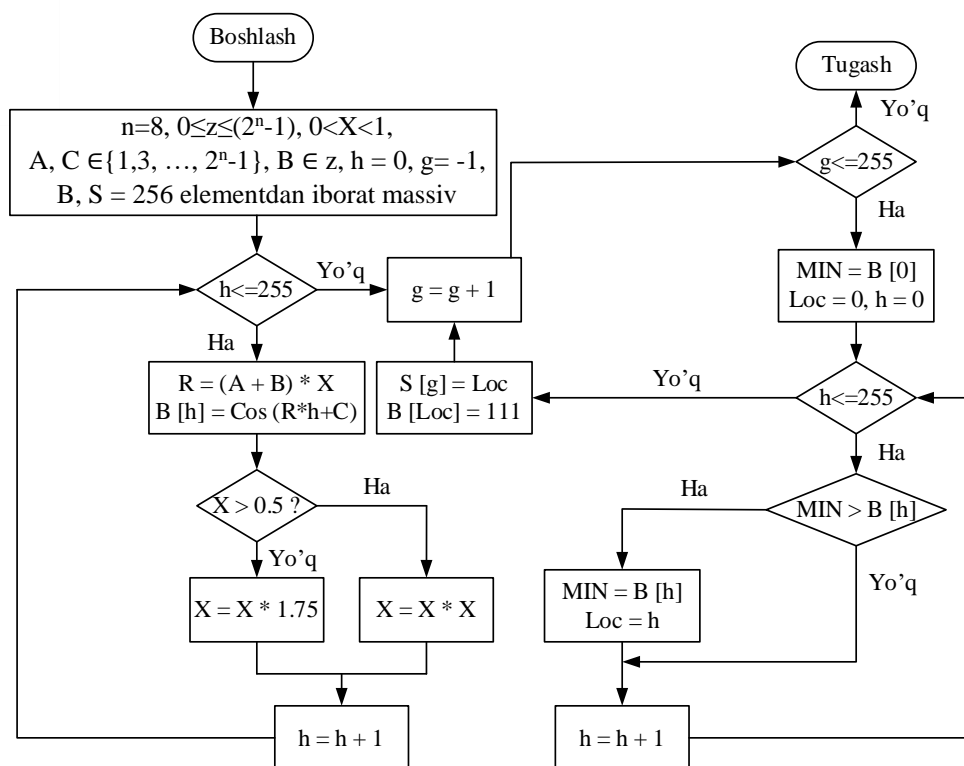 Boshlash
n=8, 0≤z≤(2ⁿ-1), 0<X<1,
A, C ∈{1,3, …, 2ⁿ-1}, B ∈ z, h = 0, g= -1,
B, S = 256 elementdan iborat massiv
h<=255
Yo’q
Ha
R = (A + B) * X
B [h] = Cos (R*h+C)
X > 0.5 ?
Ha
Yo’q
X = X * 1.75
X = X * X
h = h + 1
g = g + 1
S [g] = Loc
B [Loc] = 111
Tugash
Yo’q
g<=255
Ha
MIN = B [0]
Loc = 0, h = 0
Yo’q
h<=255
Ha
MIN > B [h]
Ha
Yo’q
MIN = B [h]
Loc = h
h = h + 1